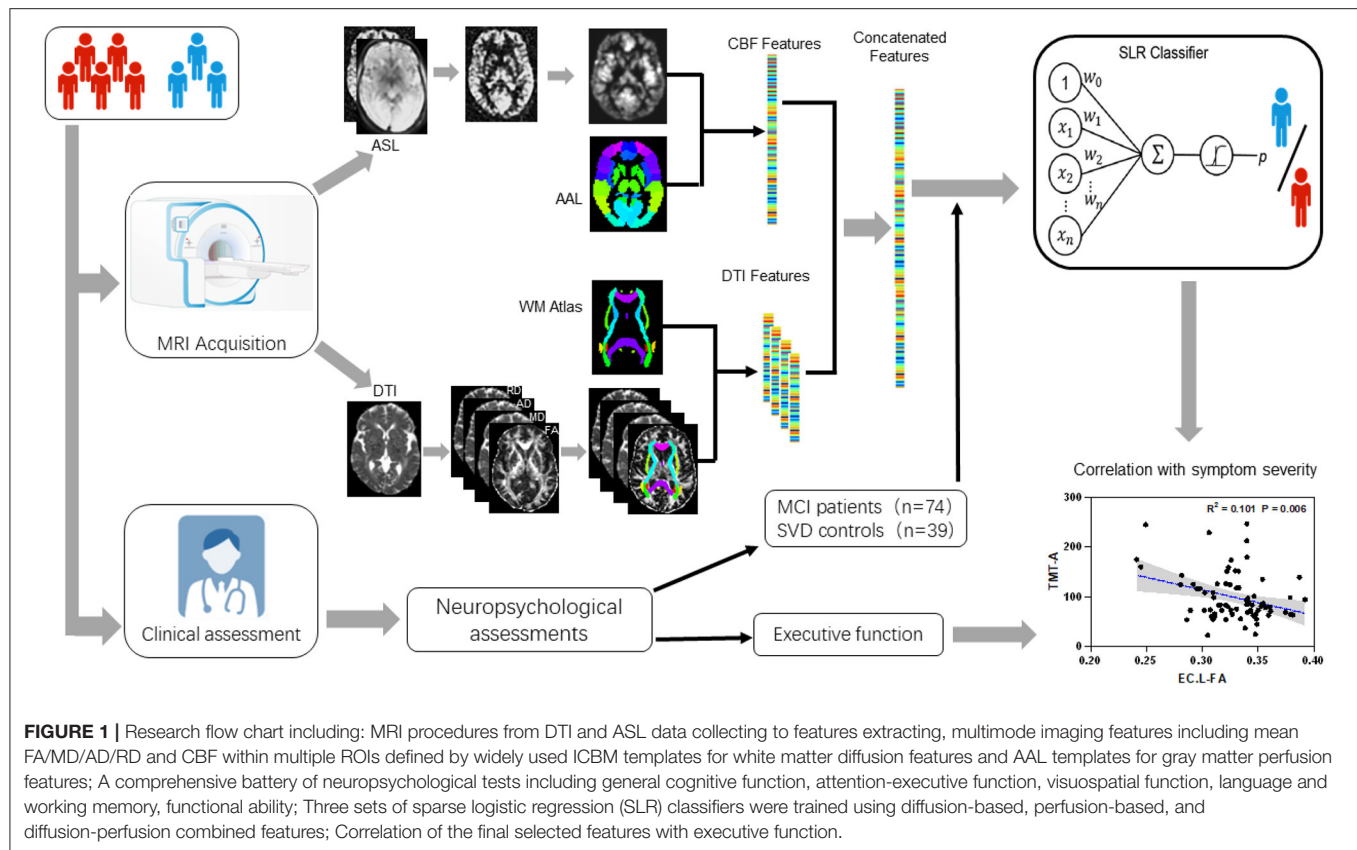 CBF Features
Concatenated
Features
SLR Classifier
1
w₀
x₁
w₁
x₂
w₂
⋮
wₙ
xₙ
Σ
p
ASL
AAL
MRI Acquisition
WM Atlas
DTI Features
DTI
RD
AD
MD
FA
MCI patients (n=74)
SVD controls (n=39)
Clinical assessment
Neuropsychological
assessments
Executive function
Correlation with symptom severity
R² = 0.101 P = 0.006
TMT-A
300
200
100
0
0.20 0.25 0.30 0.35 0.40
EC.L-FA
FIGURE 1 | Research flow chart including: MRI procedures from DTI and ASL data collecting to features extracting, multimode imaging features including mean
FA/MD/AD/RD and CBF within multiple ROIs defined by widely used ICBM templates for white matter diffusion features and AAL templates for gray matter perfusion
features; A comprehensive battery of neuropsychological tests including general cognitive function, attention-executive function, visuospatial function, language and
working memory, functional ability; Three sets of sparse logistic regression (SLR) classifiers were trained using diffusion-based, perfusion-based, and
diffusion-perfusion combined features; Correlation of the final selected features with executive function.